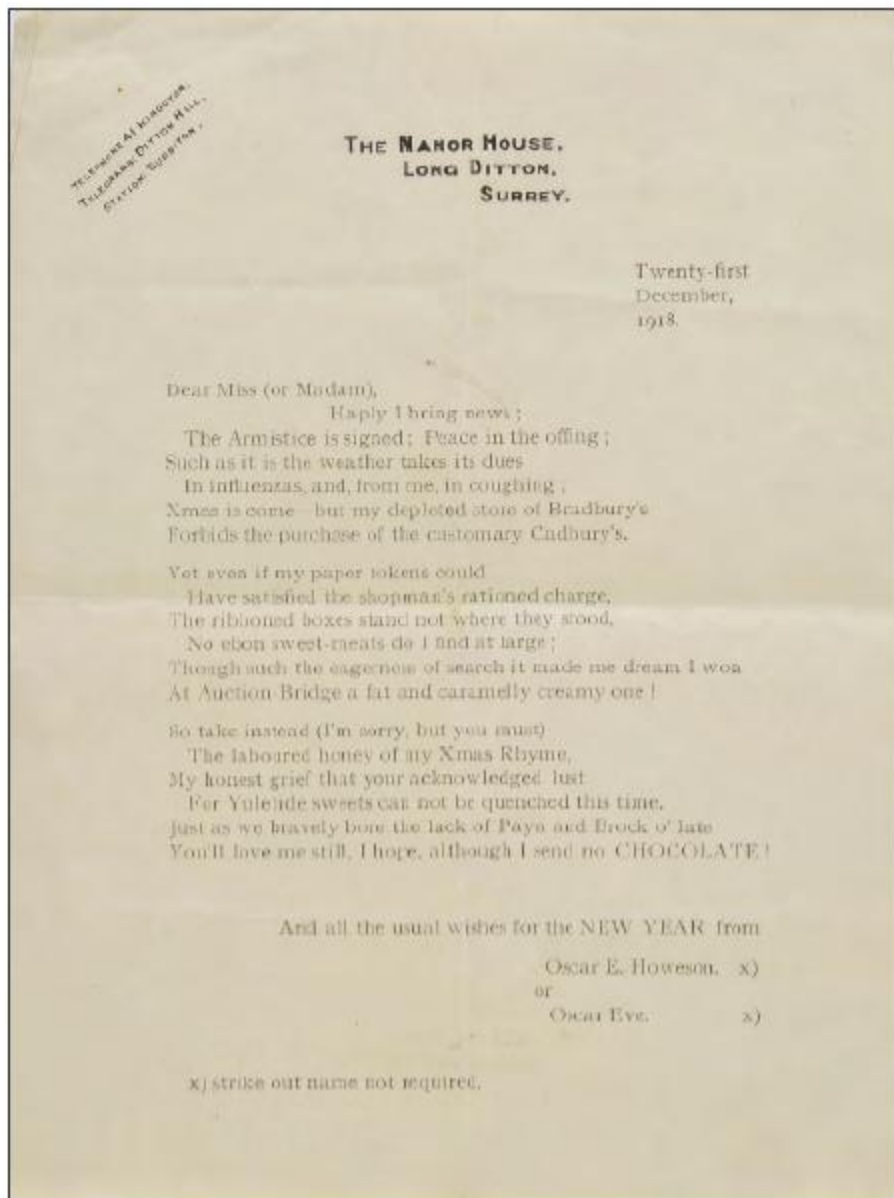 TELEPHONE AT KINGSTON.
TELEGRAMS, DITTON HILL.
STATION, SURBITON.
THE MANOR HOUSE,
LONG DITTON,
SURREY.
Twenty-first
December,
1918.
Dear Miss (or Madam),
Haply I bring news;
The Armistice is signed; Peace in the offing;
Such as it is the weather takes its dues
In influenzas, and, from me, in coughing;
Xmas is come but my depleted store of Bradbury's
Forbids the purchase of the customary Cadbury's.
Yet even if my paper tokens could
Have satisfied the shopman's rationed charge,
The ribboned boxes stand not where they stood,
No ebon sweet-meats do I find at large;
Though such the eagerness of search it made me dream I won
At Auction Bridge a fat and caramelly creamy one!
So take instead (I'm sorry, but you must)
The laboured honey of my Xmas Rhyme,
My honest grief that your acknowledged lust
For Yuletide sweets can not be quenched this time,
Just as we bravely bore the lack of Payn and Brock o' late
You'll love me still, I hope, although I send no CHOCOLATE!
And all the usual wishes for the NEW YEAR from
Oscar E. Howeson. x)
or
Oscar Eve. x)
x) strike out name not required.